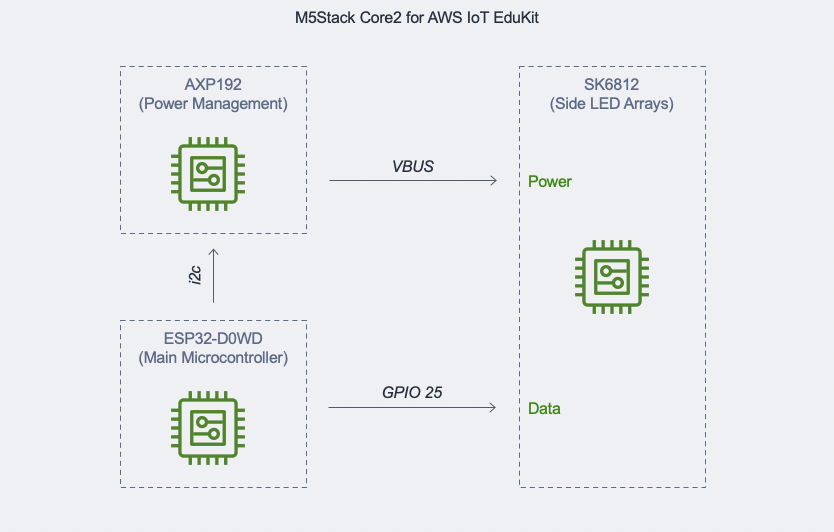 M5Stack Core2 for AWS IoT EduKit
AXP192
(Power Management)
SK6812
(Side LED Arrays)
VBUS
Power
i2c
ESP32-D0WD
(Main Microcontroller)
GPIO 25
Data